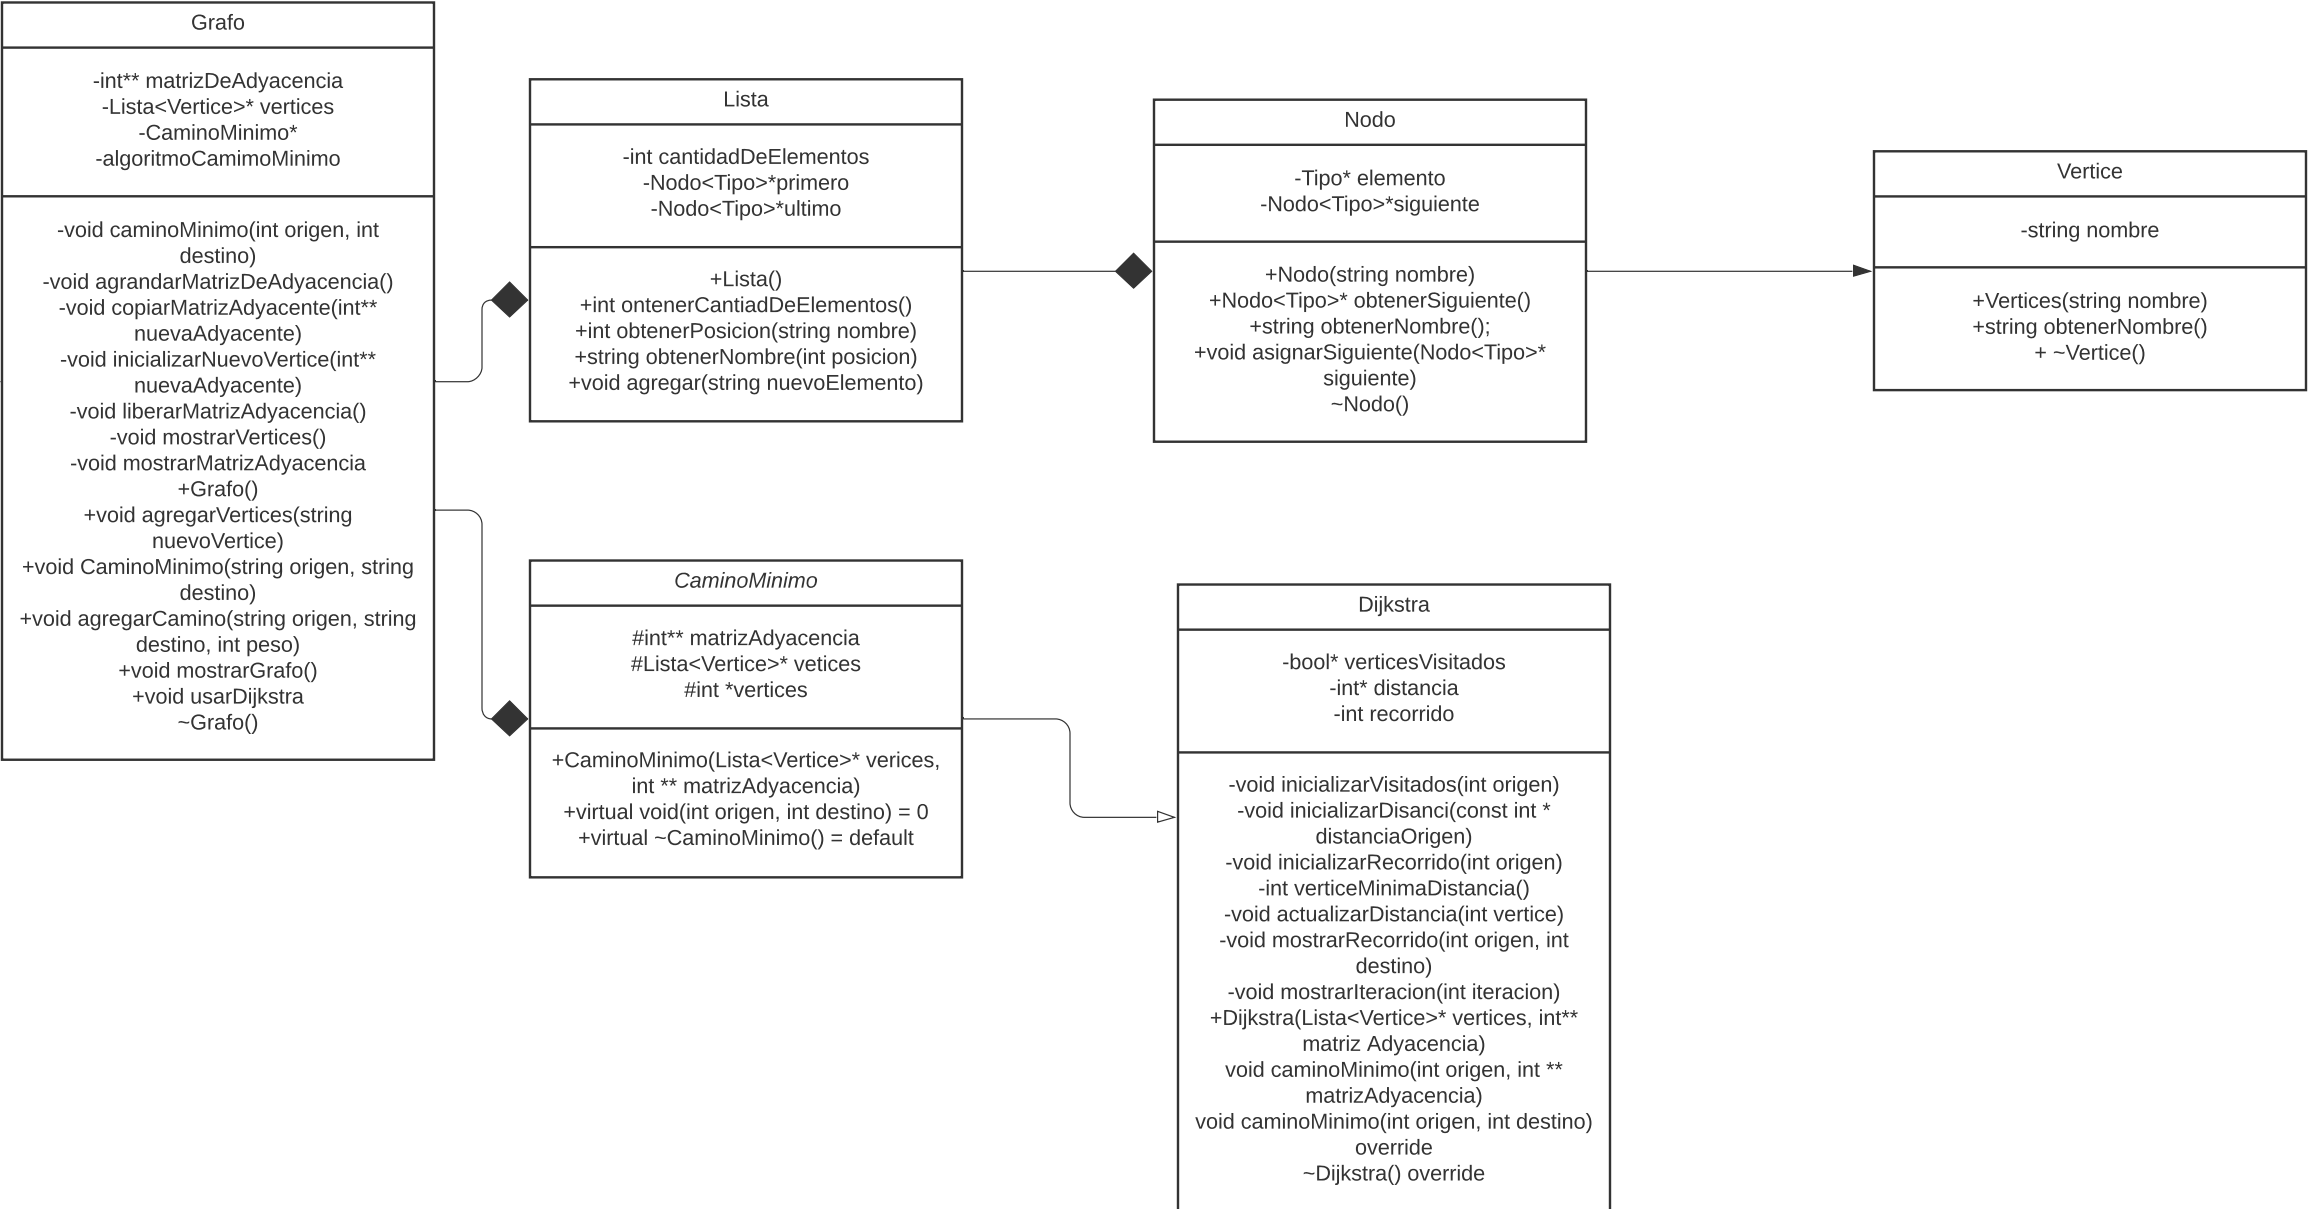 Grafo
-int** matrizDeAdyacencia
-Lista<Vertice>* vertices
-CaminoMinimo*
-algoritmoCamimoMinimo
-void caminoMinimo(int origen, int
destino)
-void agrandarMatrizDeAdyacencia()
-void copiarMatrizAdyacente(int**
nuevaAdyacente)
-void inicializarNuevoVertice(int**
nuevaAdyacente)
-void liberarMatrizAdyacencia()
-void mostrarVertices()
-void mostrarMatrizAdyacencia
+Grafo()
+void agregarVertices(string
nuevoVertice)
+void CaminoMinimo(string origen, string
destino)
+void agregarCamino(string origen, string
destino, int peso)
+void mostrarGrafo()
+void usarDijkstra
~Grafo()
Lista
-int cantidadDeElementos
-Nodo<Tipo>*primero
-Nodo<Tipo>*ultimo
+Lista()
+int ontenerCantiadDeElementos()
+int obtenerPosicion(string nombre)
+string obtenerNombre(int posicion)
+void agregar(string nuevoElemento)
Nodo
-Tipo* elemento
-Nodo<Tipo>*siguiente
+Nodo(string nombre)
+Nodo<Tipo>* obtenerSiguiente()
+string obtenerNombre();
+void asignarSiguiente(Nodo<Tipo>*
siguiente)
~Nodo()
Vertice
-string nombre
+Vertices(string nombre)
+string obtenerNombre()
+ ~Vertice()
CaminoMinimo
#int** matrizAdyacencia
#Lista<Vertice>* vetices
#int *vertices
+CaminoMinimo(Lista<Vertice>* verices,
int ** matrizAdyacencia)
+virtual void(int origen, int destino) = 0
+virtual ~CaminoMinimo() = default
Dijkstra
-bool* verticesVisitados
-int* distancia
-int recorrido
-void inicializarVisitados(int origen)
-void inicializarDisanci(const int *
distanciaOrigen)
-void inicializarRecorrido(int origen)
-int verticeMinimaDistancia()
-void actualizarDistancia(int vertice)
-void mostrarRecorrido(int origen, int
destino)
-void mostrarIteracion(int iteracion)
+Dijkstra(Lista<Vertice>* vertices, int**
matriz Adyacencia)
void caminoMinimo(int origen, int **
matrizAdyacencia)
void caminoMinimo(int origen, int destino)
override
~Dijkstra() override